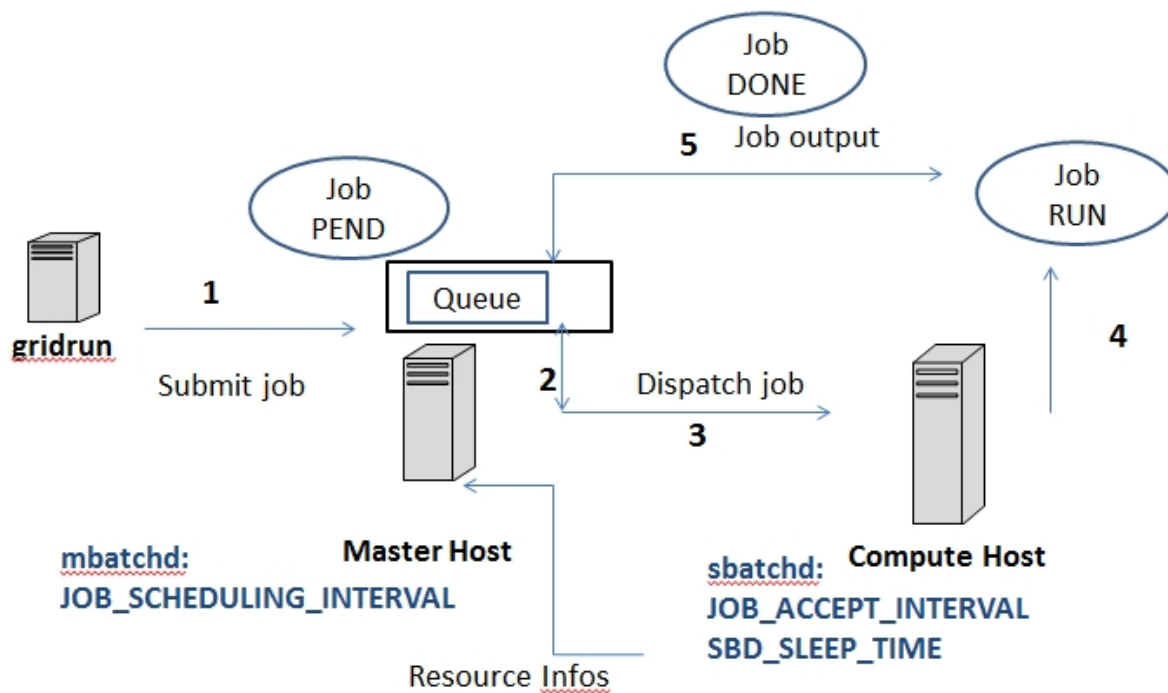 Job
DONE
5
Job output
Job
PEND
Job
RUN
1
Queue
gridrun
Submit job
2
Dispatch job
3
4
Master Host
Compute Host
mbatchd:
JOB_SCHEDULING_INTERVAL
sbatchd:
JOB_ACCEPT_INTERVAL
SBD_SLEEP_TIME
Resource Infos